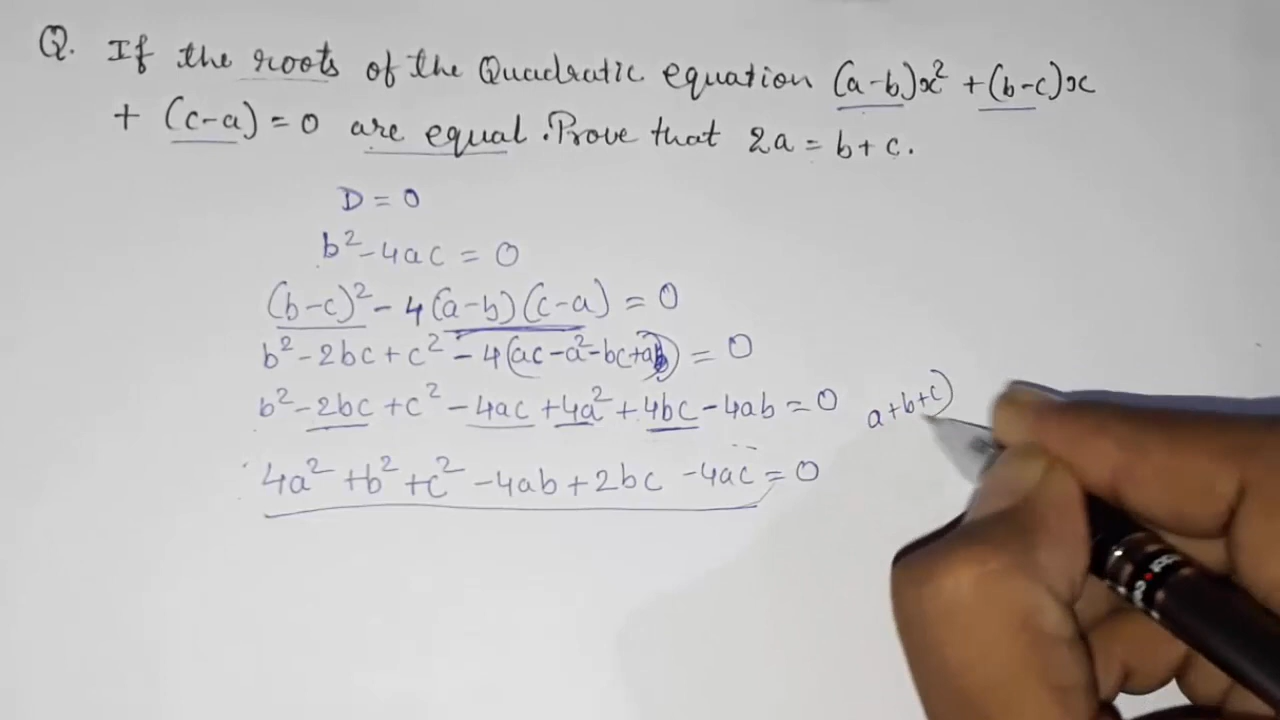 Q. If the roots of the Quadratic equation (a-b)x² + (b-c)x
+ (c-a) = 0 are equal. Prove that 2a = b + c.
D = 0
b² - 4ac = 0
(b-c)² - 4(a-b)(c-a) = 0
b² - 2bc + c² - 4(ac - a² - bc + ab) = 0
b² - 2bc + c² - 4ac + 4a² + 4bc - 4ab = 0
a+b+c)
4a² + b² + c² - 4ab + 2bc - 4ac = 0